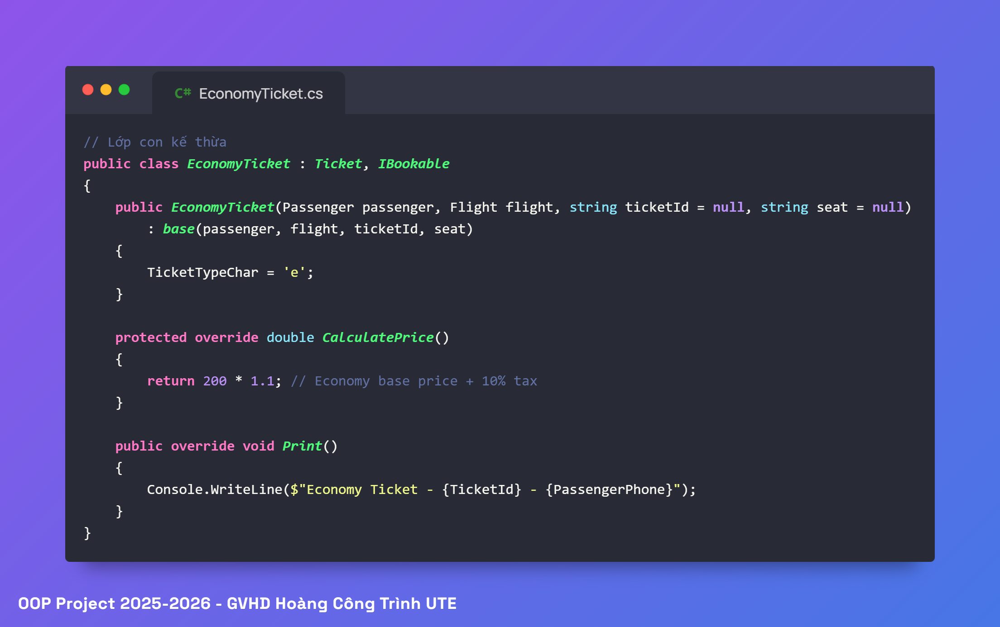 C# EconomyTicket.cs
// Lớp con kế thừa
public class EconomyTicket : Ticket, IBookable
{
    public EconomyTicket(Passenger passenger, Flight flight, string ticketId = null, string seat = null)
        : base(passenger, flight, ticketId, seat)
    {
        TicketTypeChar = 'e';
    }

    protected override double CalculatePrice()
    {
        return 200 * 1.1; // Economy base price + 10% tax
    }

    public override void Print()
    {
        Console.WriteLine($"Economy Ticket - {TicketId} - {PassengerPhone}");
    }
}
OOP Project 2025-2026 - GVHD Hoàng Công Trình UTE